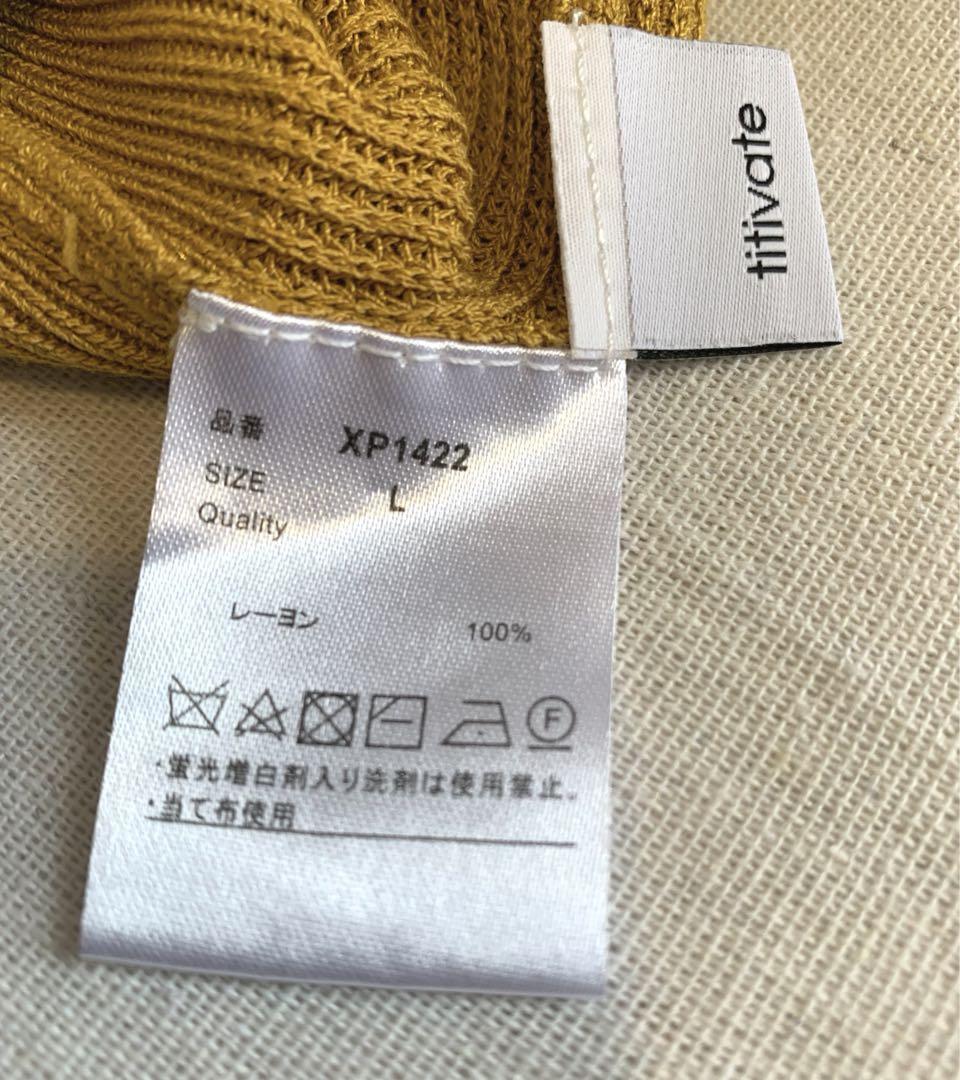 titivate
品番 XP1422
SIZE L
Quality
レーヨン 100%
F
・蛍光増白剤入り洗剤は使用禁止.
・当て布使用